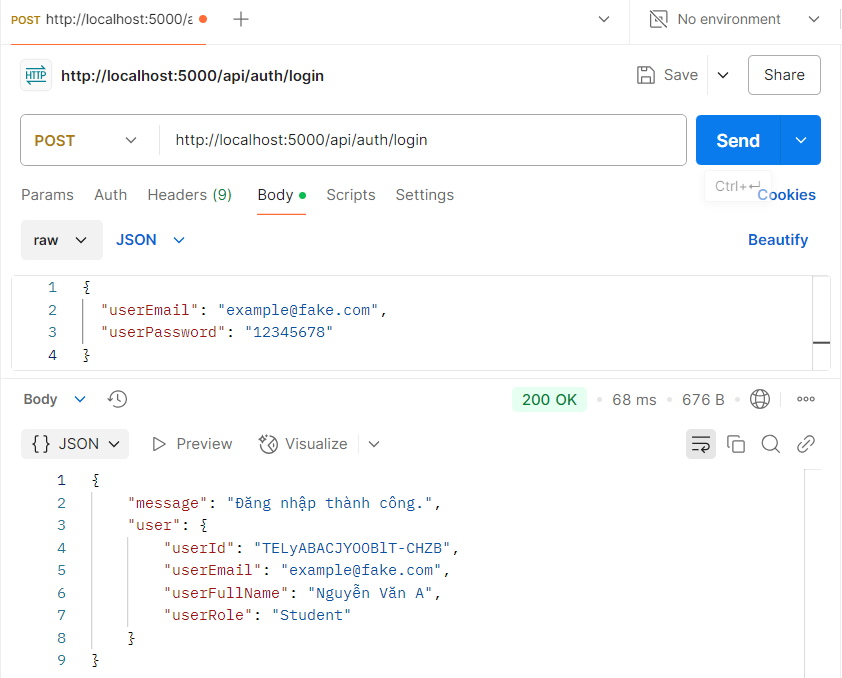 POST http://localhost:5000/a
No environment
HTTP http://localhost:5000/api/auth/login
Save
Share
POST http://localhost:5000/api/auth/login
Send
Ctrl+↵
Params Auth Headers (9) Body Scripts Settings
Cookies
raw JSON
Beautify
1 {
2 "userEmail": "example@fake.com",
3 "userPassword": "12345678"
4 }
Body
200 OK 68 ms 676 B
{} JSON Preview Visualize
1 {
2 "message": "Đăng nhập thành công.",
3 "user": {
4 "userId": "TELyABACJYOOBlT-CHZB",
5 "userEmail": "example@fake.com",
6 "userFullName": "Nguyễn Văn A",
7 "userRole": "Student"
8 }
9 }